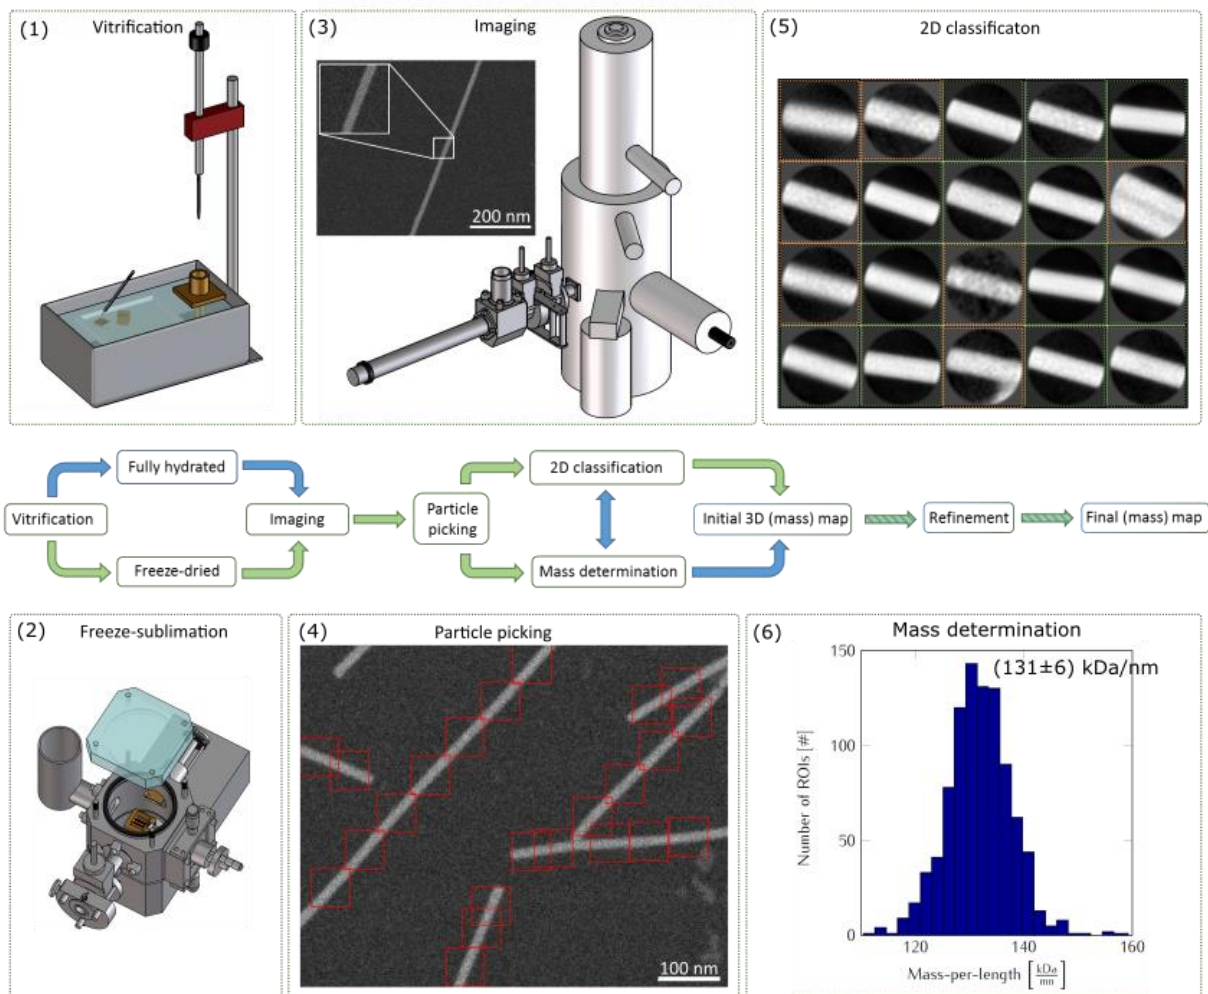 (1) Vitrification
(3) Imaging
200 nm
(5) 2D classificaton
Fully hydrated
Vitrification
Freeze-dried
Imaging
Particle
picking
2D classification
Mass determination
Initial 3D (mass) map
Refinement
Final (mass) map
(2) Freeze-sublimation
(4) Particle picking
100 nm
(6) Mass determination
(131±6) kDa/nm
Number of ROIs [#]
150
100
50
0
120 140 160
Mass-per-length [kDa/nm]